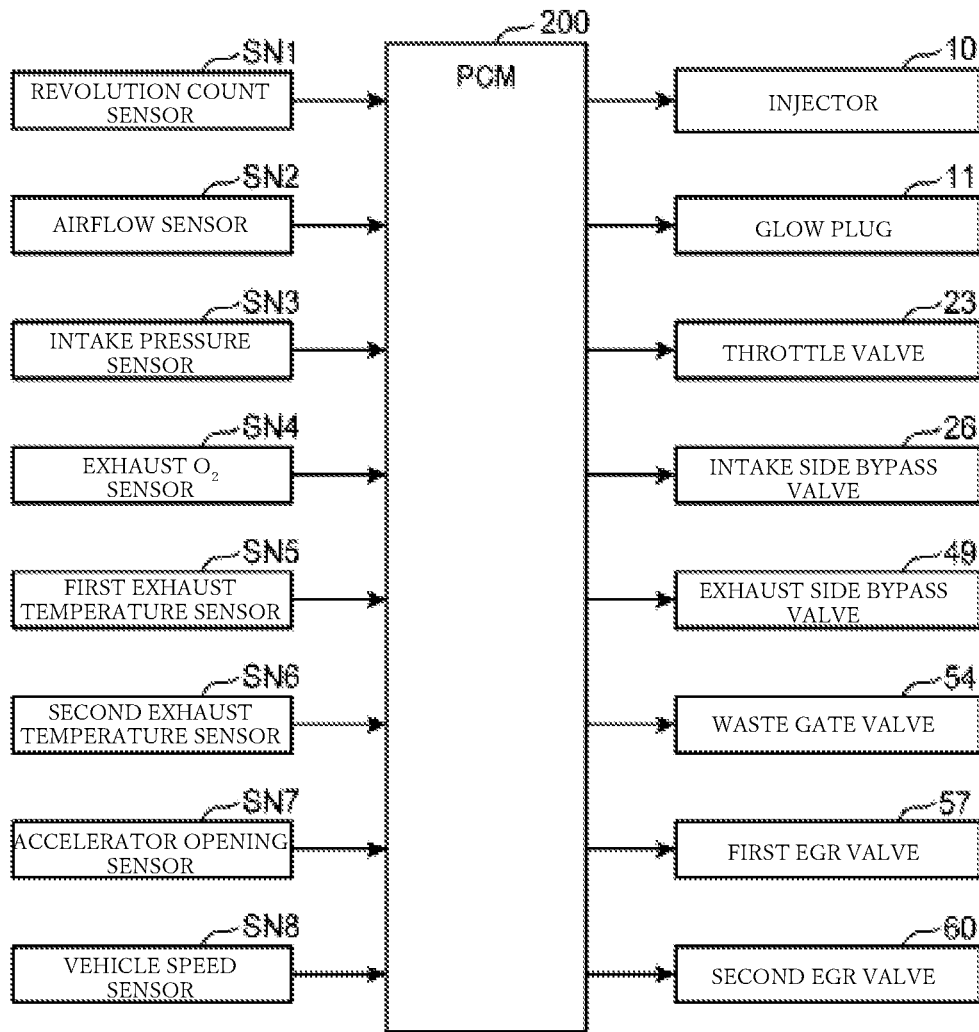 200
PCM
SN1
REVOLUTION COUNT
SENSOR
SN2
AIRFLOW SENSOR
SN3
INTAKE PRESSURE
SENSOR
SN4
EXHAUST O₂
SENSOR
SN5
FIRST EXHAUST
TEMPERATURE SENSOR
SN6
SECOND EXHAUST
TEMPERATURE SENSOR
SN7
ACCELERATOR OPENING
SENSOR
SN8
VEHICLE SPEED
SENSOR
10
INJECTOR
11
GLOW PLUG
23
THROTTLE VALVE
26
INTAKE SIDE BYPASS
VALVE
49
EXHAUST SIDE BYPASS
VALVE
54
WASTE GATE VALVE
57
FIRST EGR VALVE
60
SECOND EGR VALVE